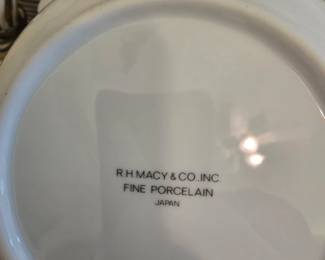 R.H. MACY & CO., INC.
FINE PORCELAIN
JAPAN